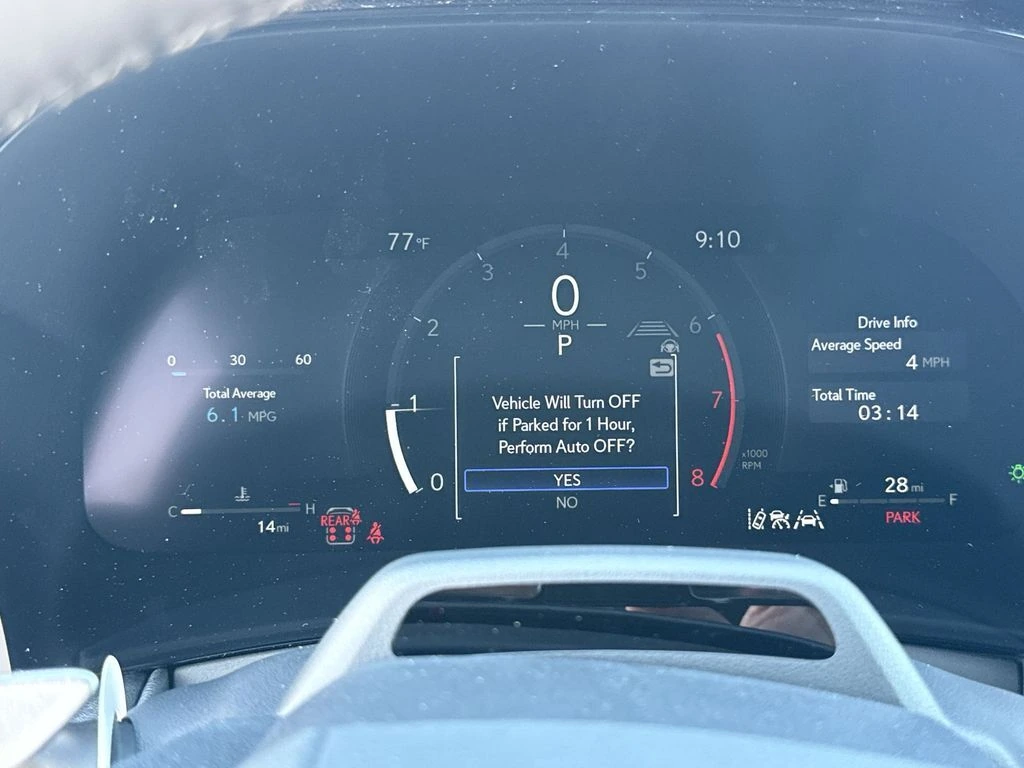 77°F
9:10
0
1
2
3
4
5
6
7
8
x1000
RPM
0
MPH
P
0 30 60
Total Average
6.1 MPG
Vehicle Will Turn OFF
if Parked for 1 Hour,
Perform Auto OFF?
YES
NO
Drive Info
Average Speed
4 MPH
Total Time
03:14
C H
14 mi
REAR
28 mi
E F
PARK